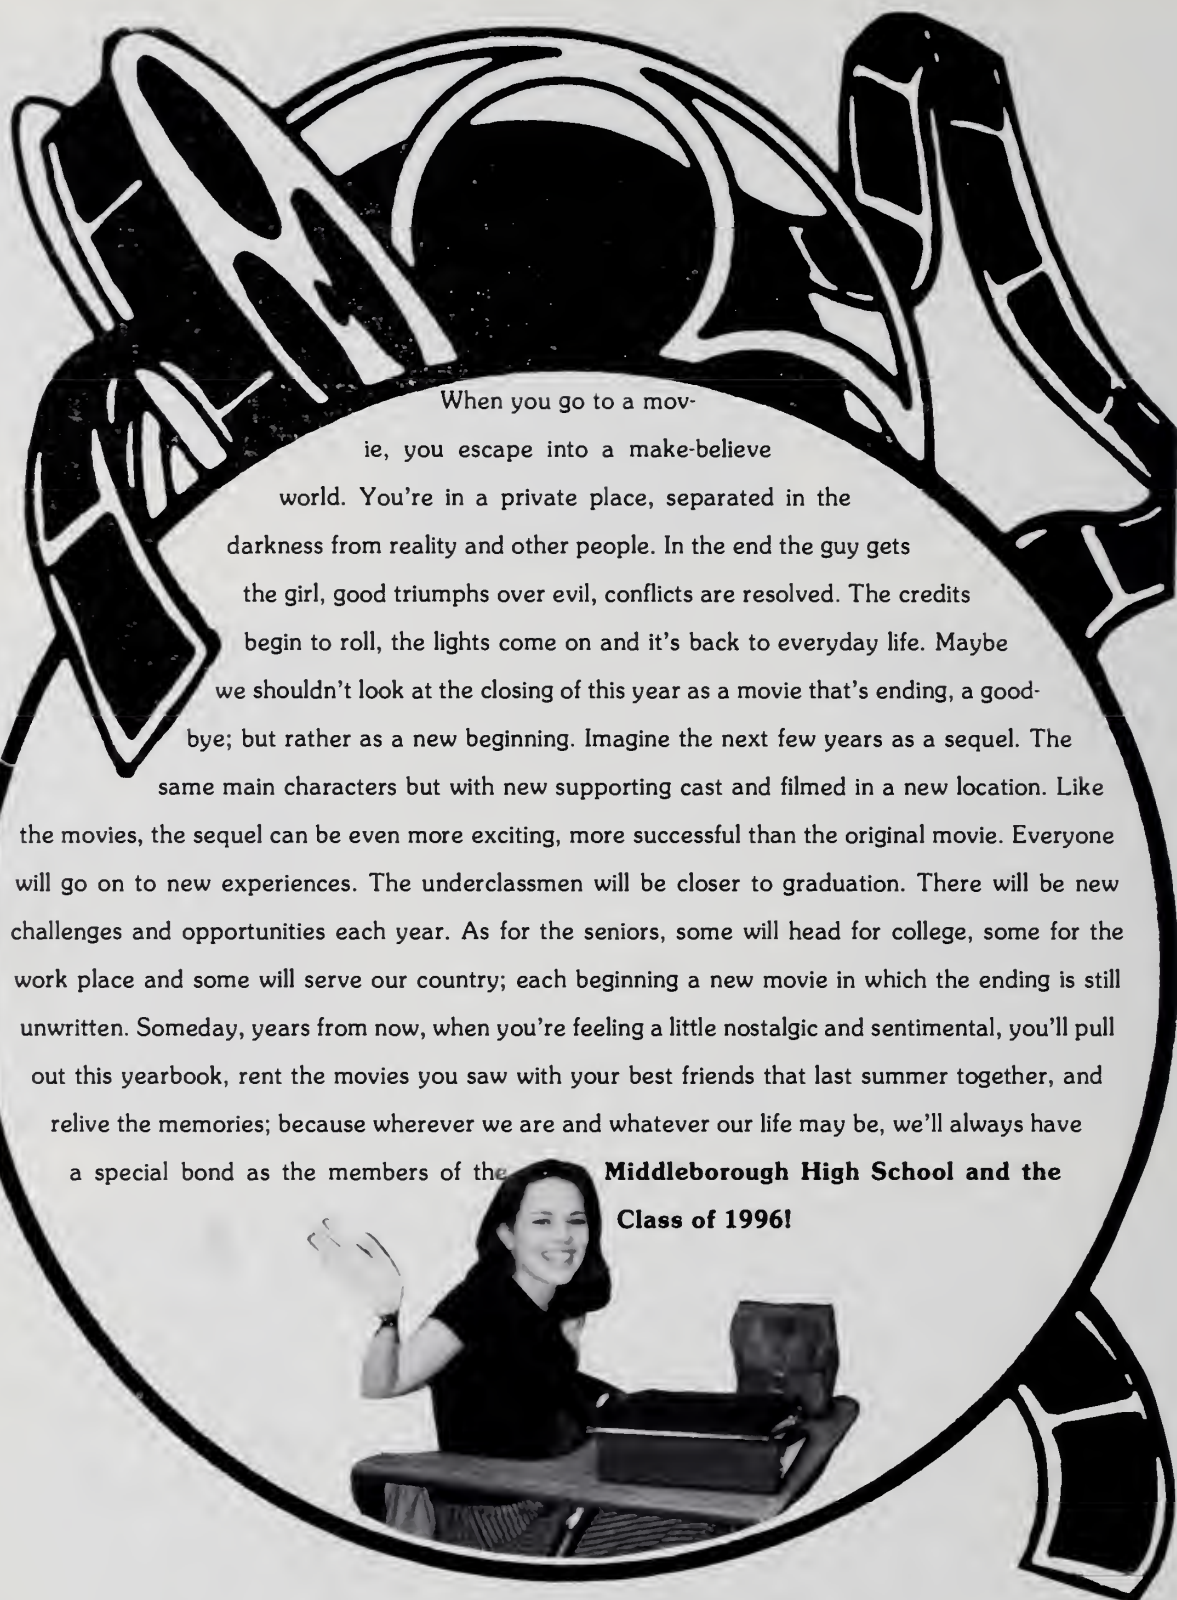 When you go to a mov-
ie, you escape into a make-believe
world. You're in a private place, separated in the
darkness from reality and other people. In the end the guy gets
the girl, good triumphs over evil, conflicts are resolved. The credits
begin to roll, the lights come on and it's back to everyday life. Maybe
we shouldn't look at the closing of this year as a movie that's ending, a good-
bye; but rather as a new beginning. Imagine the next few years as a sequel. The
same main characters but with new supporting cast and filmed in a new location. Like
the movies, the sequel can be even more exciting, more successful than the original movie. Everyone
will go on to new experiences. The underclassmen will be closer to graduation. There will be new
challenges and opportunities each year. As for the seniors, some will head for college, some for the
work place and some will serve our country; each beginning a new movie in which the ending is still
unwritten. Someday, years from now, when you're feeling a little nostalgic and sentimental, you'll pull
out this yearbook, rent the movies you saw with your best friends that last summer together, and
relive the memories; because wherever we are and whatever our life may be, we'll always have
a special bond as the members of the Middleborough High School and the
Class of 1996!